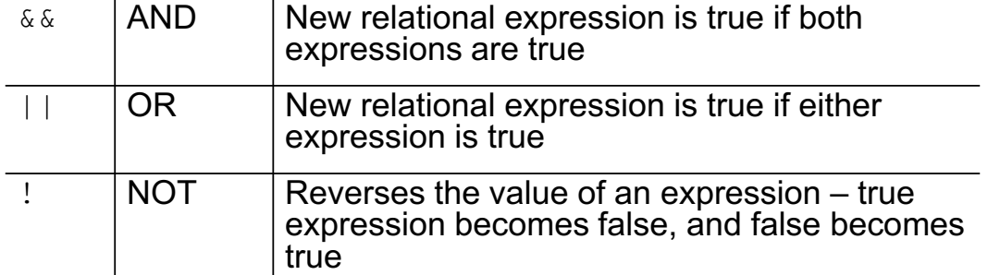 && AND New relational expression is true if both
expressions are true
|| OR New relational expression is true if either
expression is true
! NOT Reverses the value of an expression – true
expression becomes false, and false becomes
true